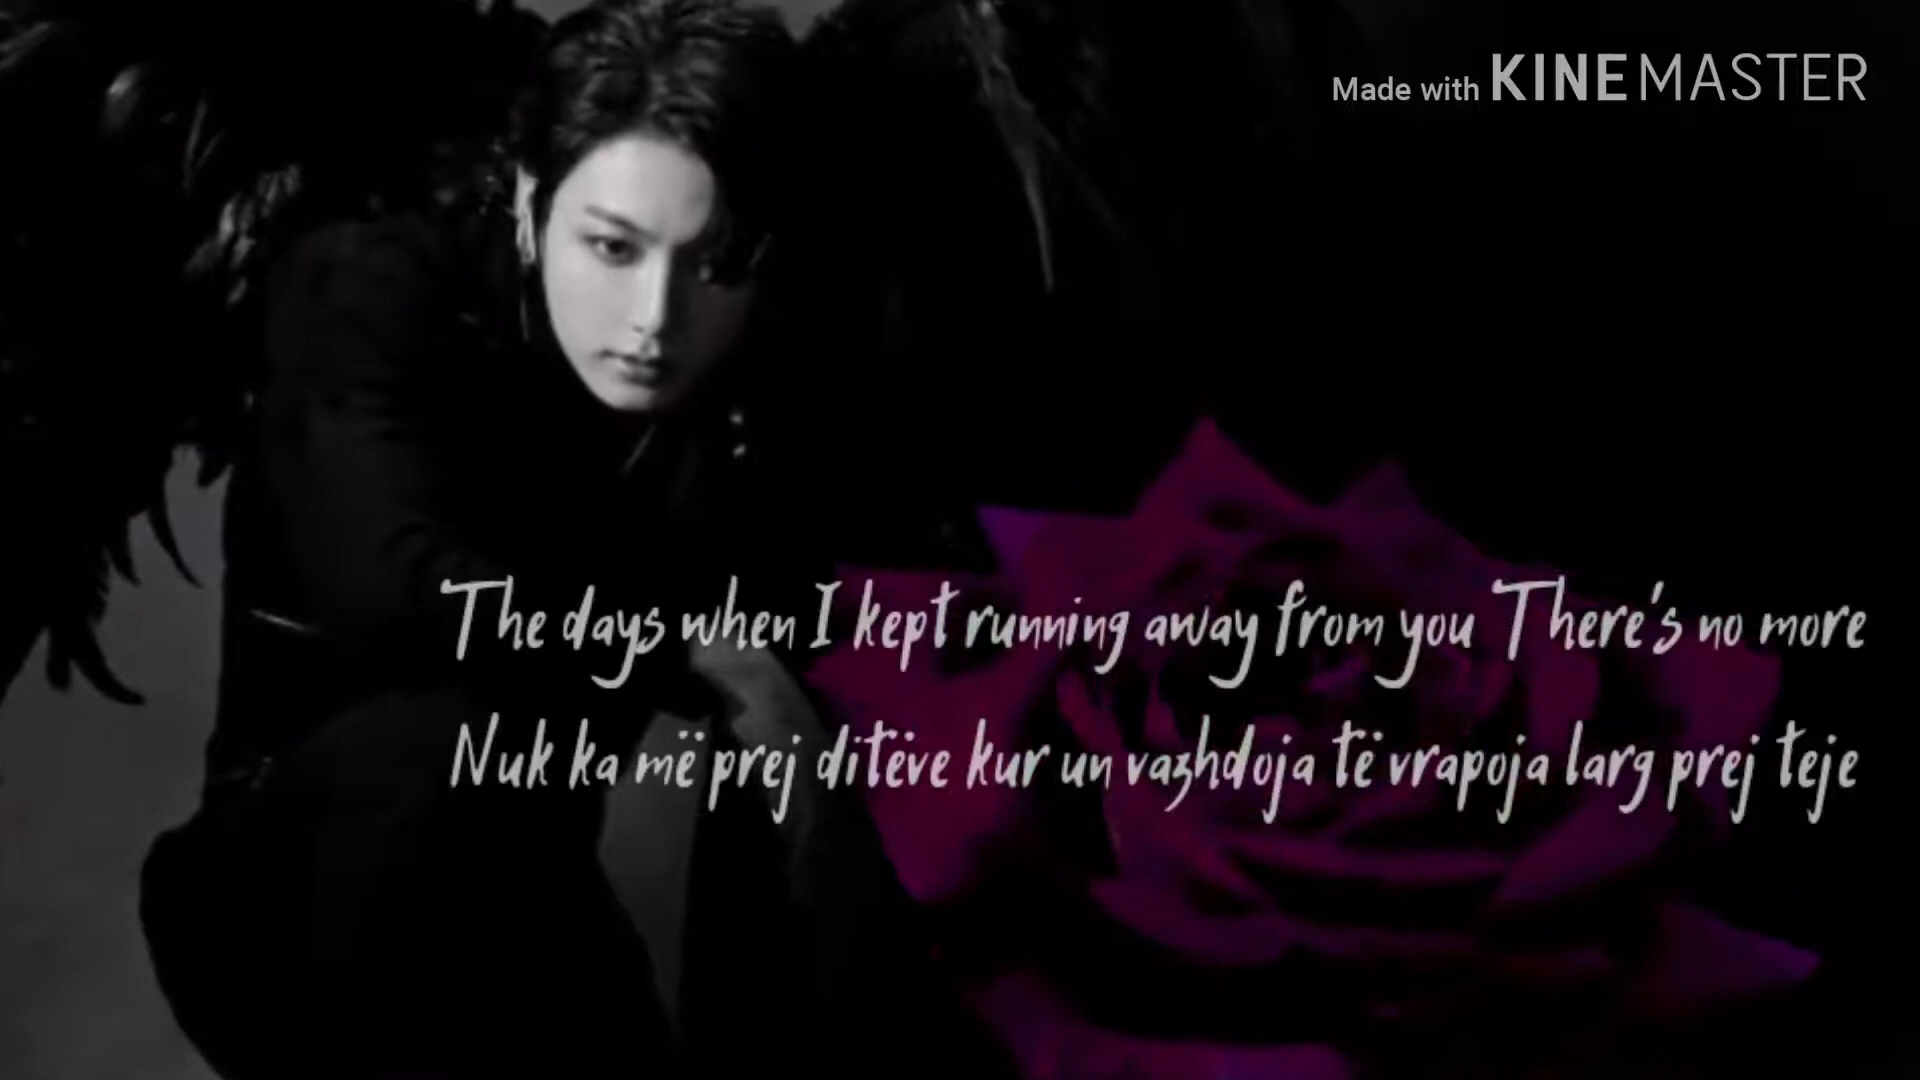 Made with KINEMASTER
The days when I kept running away from you There's no more
Nuk ka më prej ditëve kur un vazhdoja të vrapoja larg prej teje